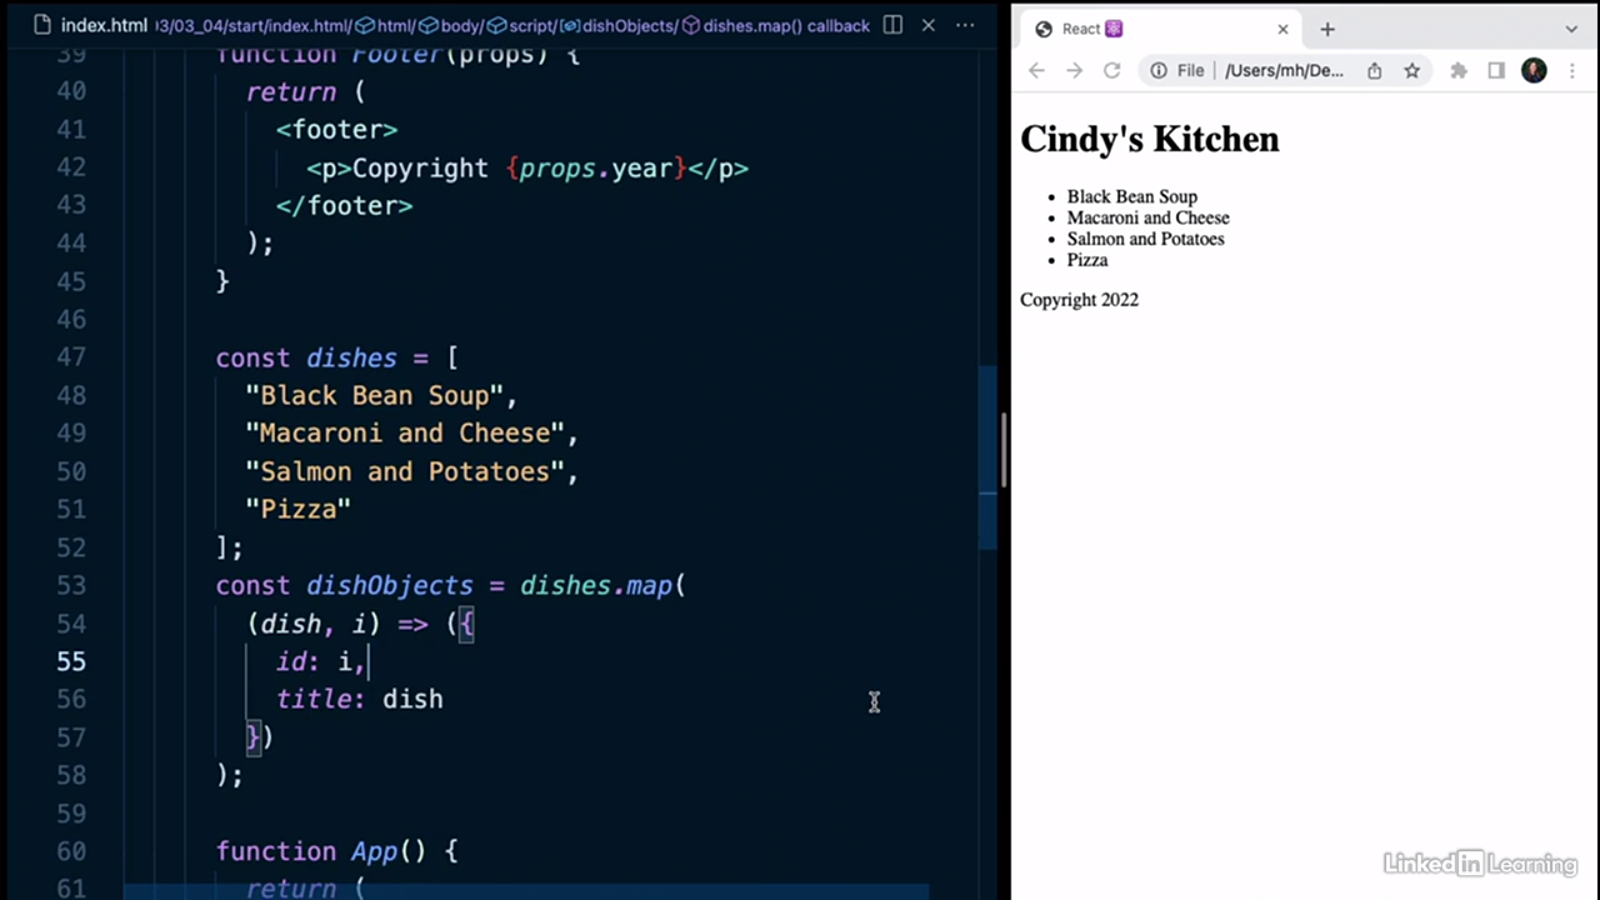 index.html 3/03_04/start/index.html/ html/ body/ script/ dishObjects/ dishes.map() callback
39 function Footer(props) {
40 return (
41 <footer>
42 <p>Copyright {props.year}</p>
43 </footer>
44 );
45 }
46
47 const dishes = [
48 "Black Bean Soup",
49 "Macaroni and Cheese",
50 "Salmon and Potatoes",
51 "Pizza"
52 ];
53 const dishObjects = dishes.map(
54 (dish, i) => ({
55 id: i,
56 title: dish
57 })
58 );
59
60 function App() {
61 return (
React
File /Users/mh/De...
Cindy's Kitchen
• Black Bean Soup
• Macaroni and Cheese
• Salmon and Potatoes
• Pizza
Copyright 2022
Linked in Learning